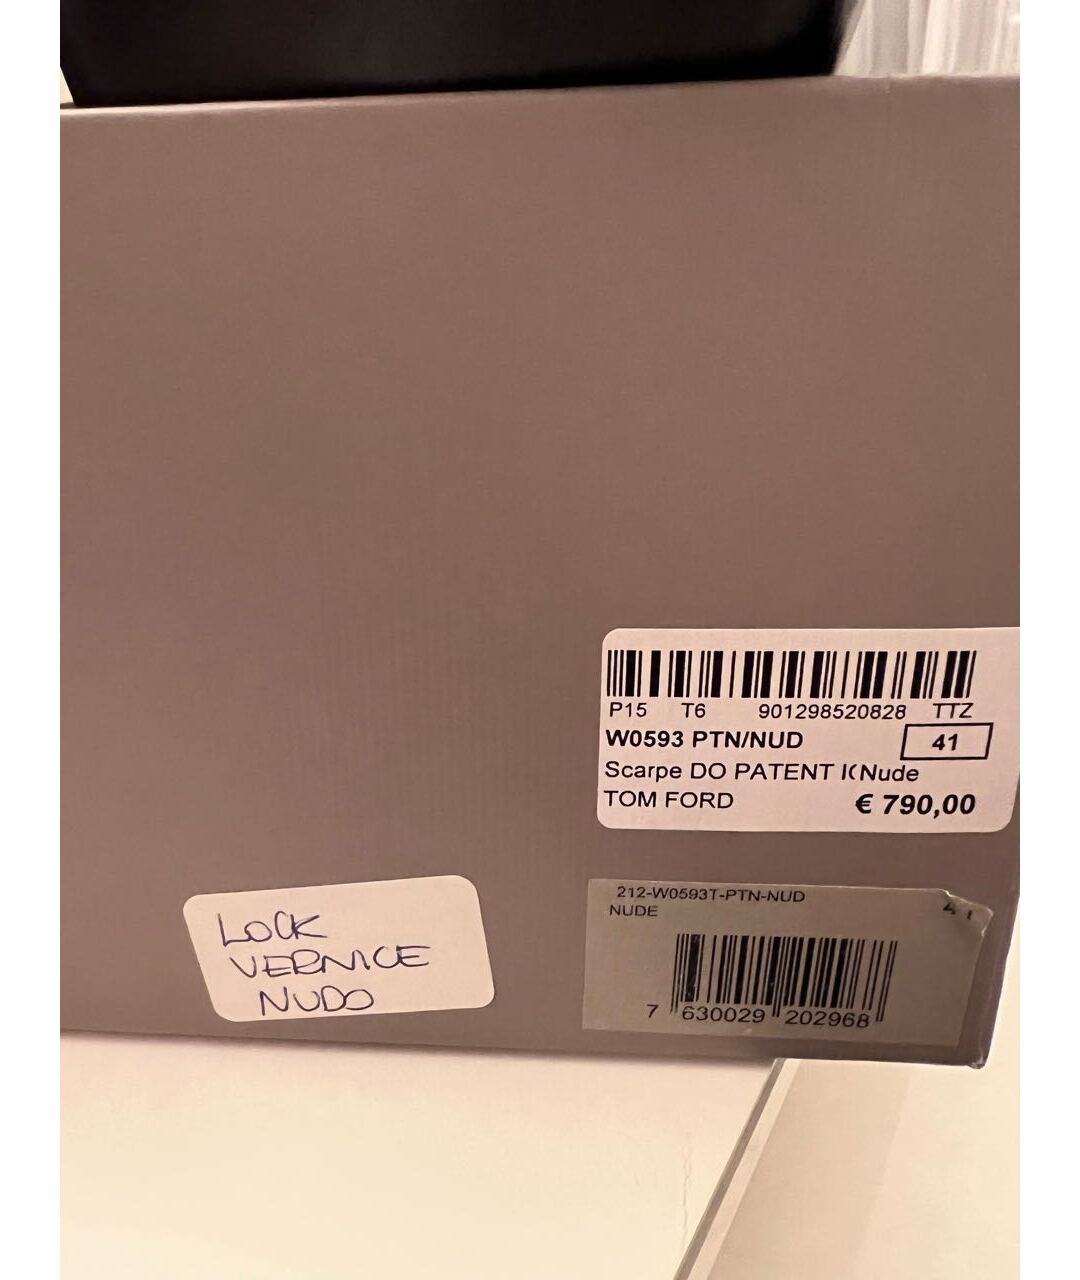 P15 T6 901298520828 TTZ
W0593 PTN/NUD 41
Scarpe DO PATENT I( Nude
TOM FORD € 790,00
212-W0593T-PTN-NUD
NUDE 41
7 630029 202968
LOCK
VERNICE
NUDO